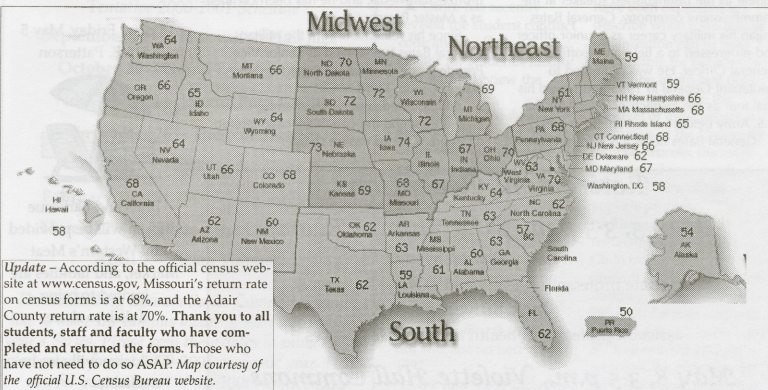 Midwest
Northeast
WA 64
Washington
OR 66
Oregon
65
ID
Idaho
MT 66
Montana
WY 64
Wyoming
NV 64
Nevada
UT 66
Utah
CO 68
Colorado
68
CA
California
62
AZ
Arizona
60
NM
New Mexico
HI
Hawaii
58
ND 70
North Dakota
SD 72
South Dakota
73 NE
Nebraska
KS 69
Kansas
OK 62
Oklahoma
TX 62
Texas
MN
Minnesota
72
IA 74
Iowa
68
MO
Missouri
AR
Arkansas
63
59
LA
Louisiana
WI
Wisconsin
72
69
MI
Michigan
IL
Illinois
67
67
IN
Indiana
OH 70
Ohio
KY 64
Kentucky
TN 63
Tennessee
MS
Mississippi
61
60
AL
Alabama
63
GA
Georgia
57
SC
South
Carolina
Florida
FL
62
NC 62
North Carolina
VA 70
Virginia
WV 63
West
Virginia
PA 68
Pennsylvania
61
NY
New York
ME 59
Maine
VT Vermont 59
NH New Hampshire 66
MA Massachusetts 68
RI Rhode Island 65
CT Connecticut 68
NJ New Jersey 66
DE Delaware 62
MD Maryland 67
Washington, DC 58
54
AK
Alaska
50
PR
Puerto Rico
South
Update – According to the official census web-
site at www.census.gov, Missouri's return rate
on census forms is at 68%, and the Adair
County return rate is at 70%. Thank you to all
students, staff and faculty who have com-
pleted and returned the forms. Those who
have not need to do so ASAP. Map courtesy of
the official U.S. Census Bureau website.